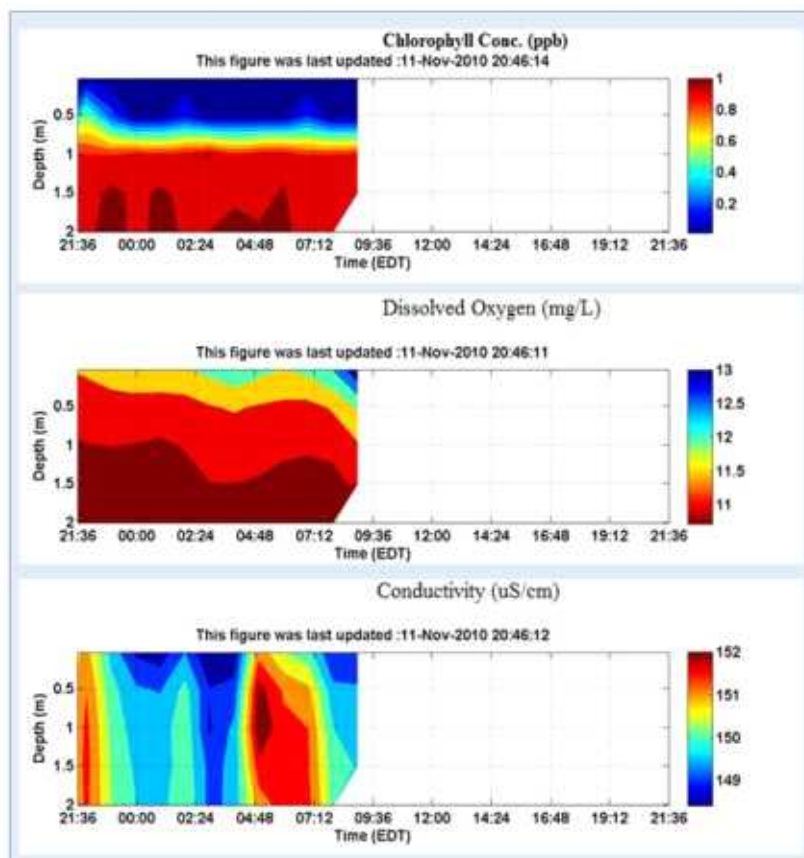 Chlorophyll Conc. (ppb)
This figure was last updated :11-Nov-2010 20:46:14
Depth (m)
0.5
1
1.5
2
21:36 00:00 02:24 04:48 07:12 09:36 12:00 14:24 16:48 19:12 21:36
Time (EDT)
1
0.8
0.6
0.4
0.2
Dissolved Oxygen (mg/L)
This figure was last updated :11-Nov-2010 20:46:11
Depth (m)
0.5
1
1.5
2
21:36 00:00 02:24 04:48 07:12 09:36 12:00 14:24 16:48 19:12 21:36
Time (EDT)
13
12.5
12
11.5
11
Conductivity (uS/cm)
This figure was last updated :11-Nov-2010 20:46:12
Depth (m)
0.5
1
1.5
2
21:36 00:00 02:24 04:48 07:12 09:36 12:00 14:24 16:48 19:12 21:36
Time (EDT)
152
151
150
149